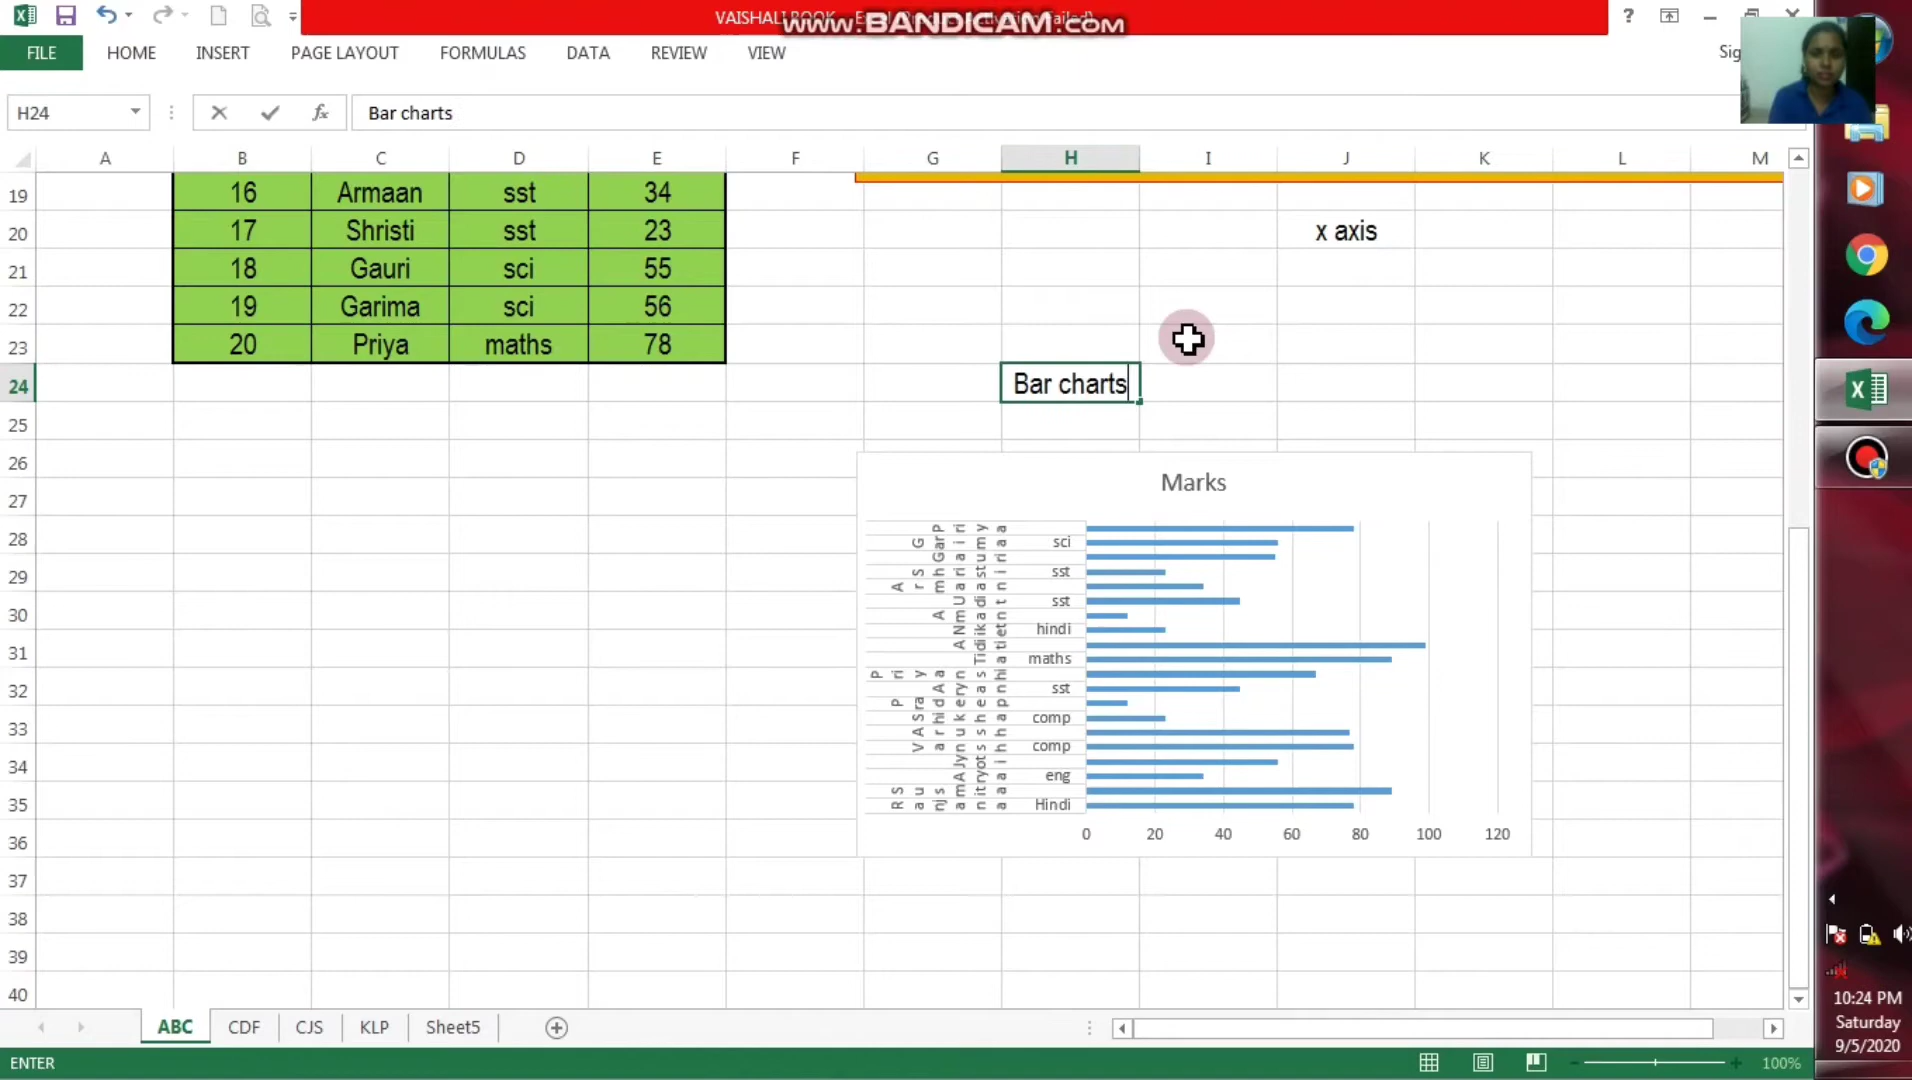 VAISHALI BOOK
www.BANDICAM.com
Sig
FILE
HOME
INSERT
PAGE LAYOUT
FORMULAS
DATA
REVIEW
VIEW
H24
fx
Bar charts
A B C D E F G H I J K L M
19 16 Armaan sst 34
20 17 Shristi sst 23 x axis
21 18 Gauri sci 55
22 19 Garima sci 56
23 20 Priya maths 78
24 Bar charts
25
26
27
28
29
30
31
32
33
34
35
36
37
38
39
40
Marks
sci
sst
sst
hindi
maths
sst
comp
comp
eng
Hindi
0 20 40 60 80 100 120
ABC CDF CJS KLP Sheet5
ENTER
100%
10:24 PM
Saturday
9/5/2020